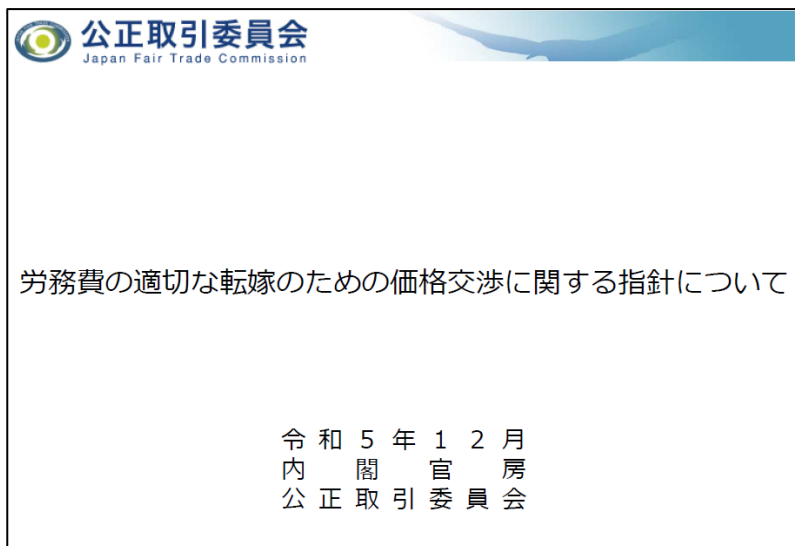 公正取引委員会
Japan Fair Trade Commission
労務費の適切な転嫁のための価格交渉に関する指針について
令和5年12月
内閣官房
公正取引委員会